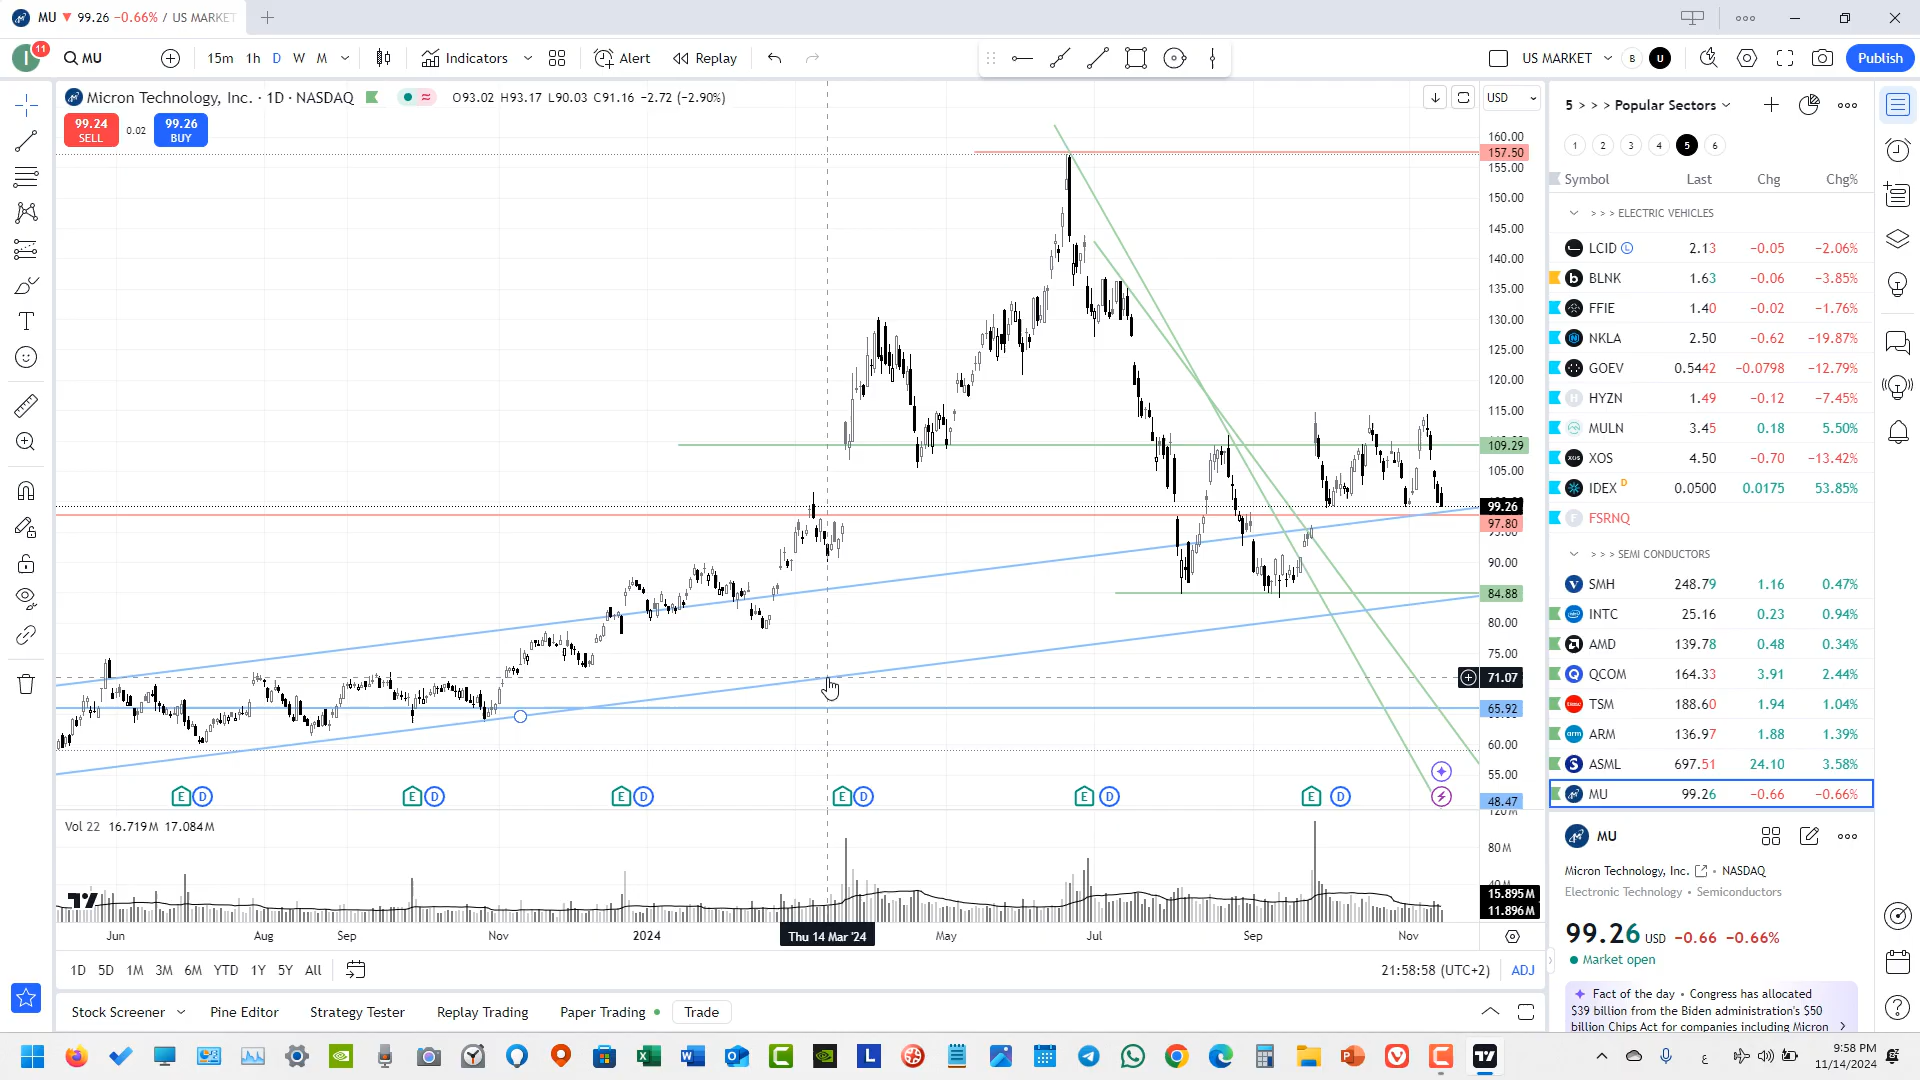 MU ▼ 99.26 −0.66% / US MARKET
11
I MU 15m 1h D W M Indicators Alert Replay US MARKET B U Publish
Micron Technology, Inc. · 1D · NASDAQ O93.02 H93.17 L90.03 C91.16 −2.72 (−2.90%)
USD
99.24 SELL
0.02
99.26 BUY
160.00
157.50
155.00
150.00
145.00
140.00
135.00
130.00
125.00
120.00
115.00
109.29
105.00
99.26
97.80
90.00
84.88
80.00
75.00
71.07
65.92
60.00
55.00
48.47
E D E D E D E D E D E D
Vol 22 16.719M 17.084M
80M
15.895M
11.896M
Jun Aug Sep Nov 2024 Thu 14 Mar '24 May Jul Sep Nov
1D 5D 1M 3M 6M YTD 1Y 5Y All
21:58:58 (UTC+2) ADJ
Stock Screener Pine Editor Strategy Tester Replay Trading Paper Trading Trade
5 > > > Popular Sectors
1 2 3 4 5 6
Symbol Last Chg Chg%
> > > ELECTRIC VEHICLES
LCID L 2.13 −0.05 −2.06%
BLNK 1.63 −0.06 −3.85%
FFIE 1.40 −0.02 −1.76%
NKLA 2.50 −0.62 −19.87%
GOEV 0.5442 −0.0798 −12.79%
HYZN 1.49 −0.12 −7.45%
MULN 3.45 0.18 5.50%
XOS 4.50 −0.70 −13.42%
IDEX D 0.0500 0.0175 53.85%
FSRNQ
> > > SEMI CONDUCTORS
SMH 248.79 1.16 0.47%
INTC 25.16 0.23 0.94%
AMD 139.78 0.48 0.34%
QCOM 164.33 3.91 2.44%
TSM 188.60 1.94 1.04%
ARM 136.97 1.88 1.39%
ASML 697.51 24.10 3.58%
MU 99.26 −0.66 −0.66%
MU
Micron Technology, Inc. • NASDAQ
Electronic Technology • Semiconductors
99.26 USD −0.66 −0.66%
Market open
Fact of the day • Congress has allocated
$39 billion from the Biden administration's $50
billion Chips Act for companies including Micron
9:58 PM
11/14/2024